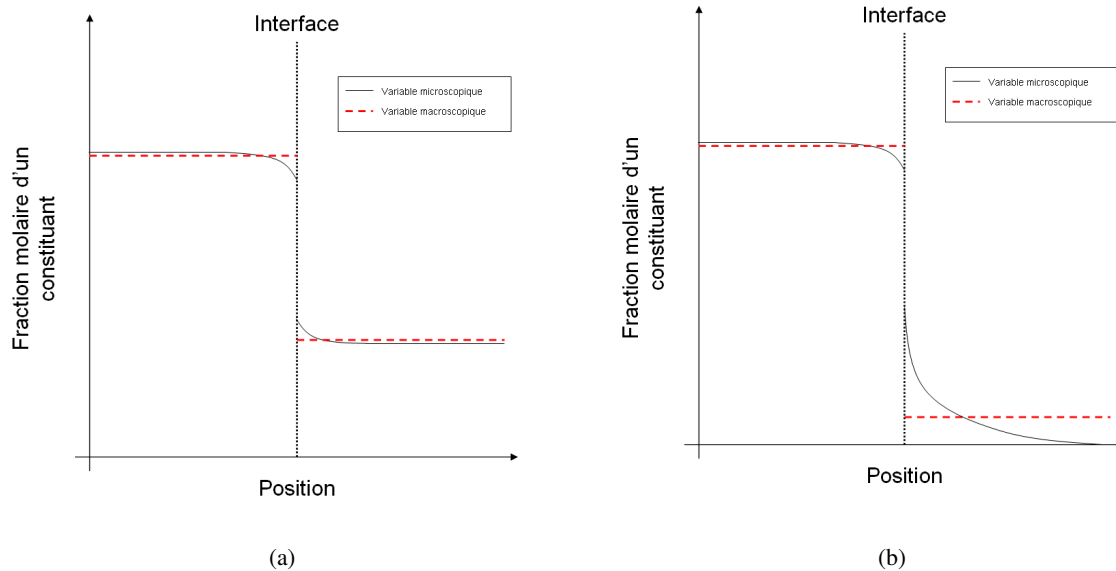 Interface
Variable microscopique
Variable macroscopique
Fraction molaire d'un
constituant
Position
(a)
Interface
Variable microscopique
Variable macroscopique
Fraction molaire d'un
constituant
Position
(b)